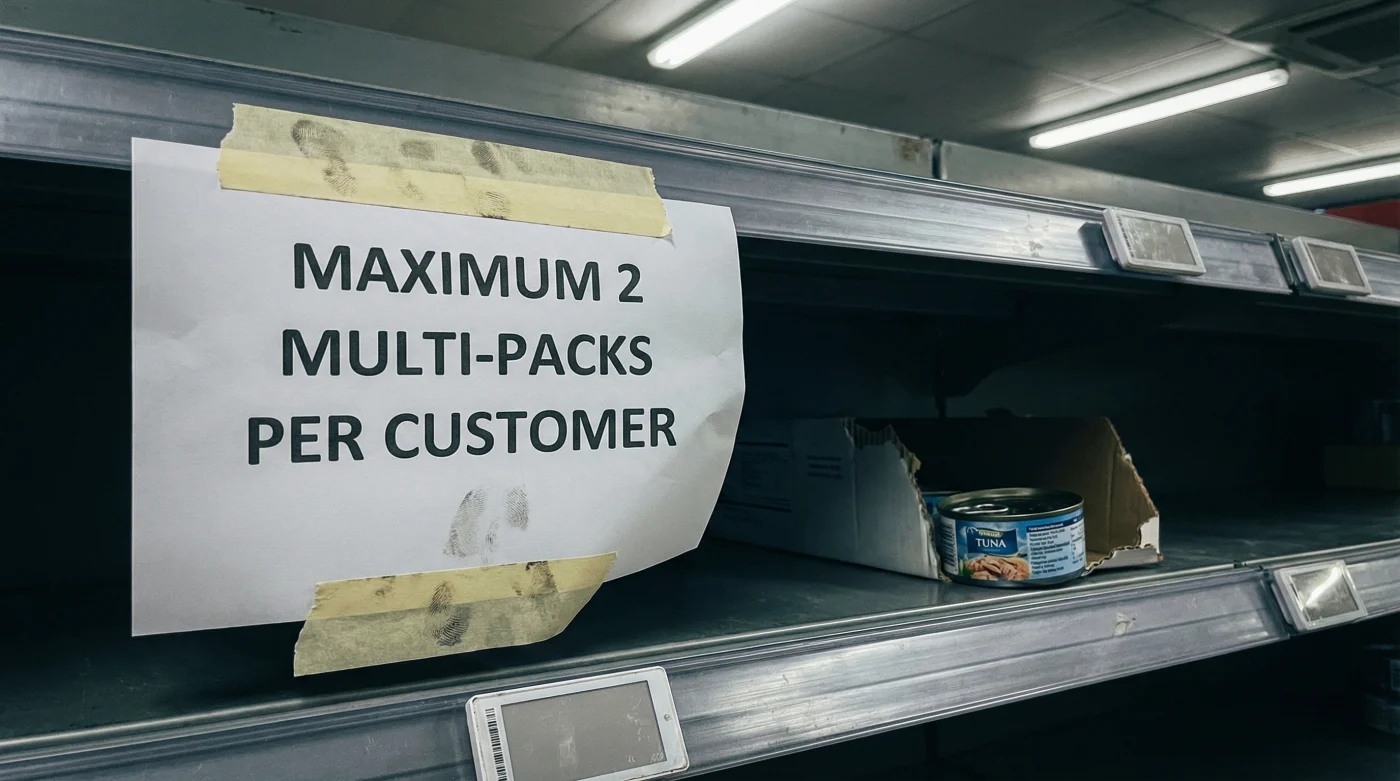 MAXIMUM 2
MULTI-PACKS
PER CUSTOMER
TUNA